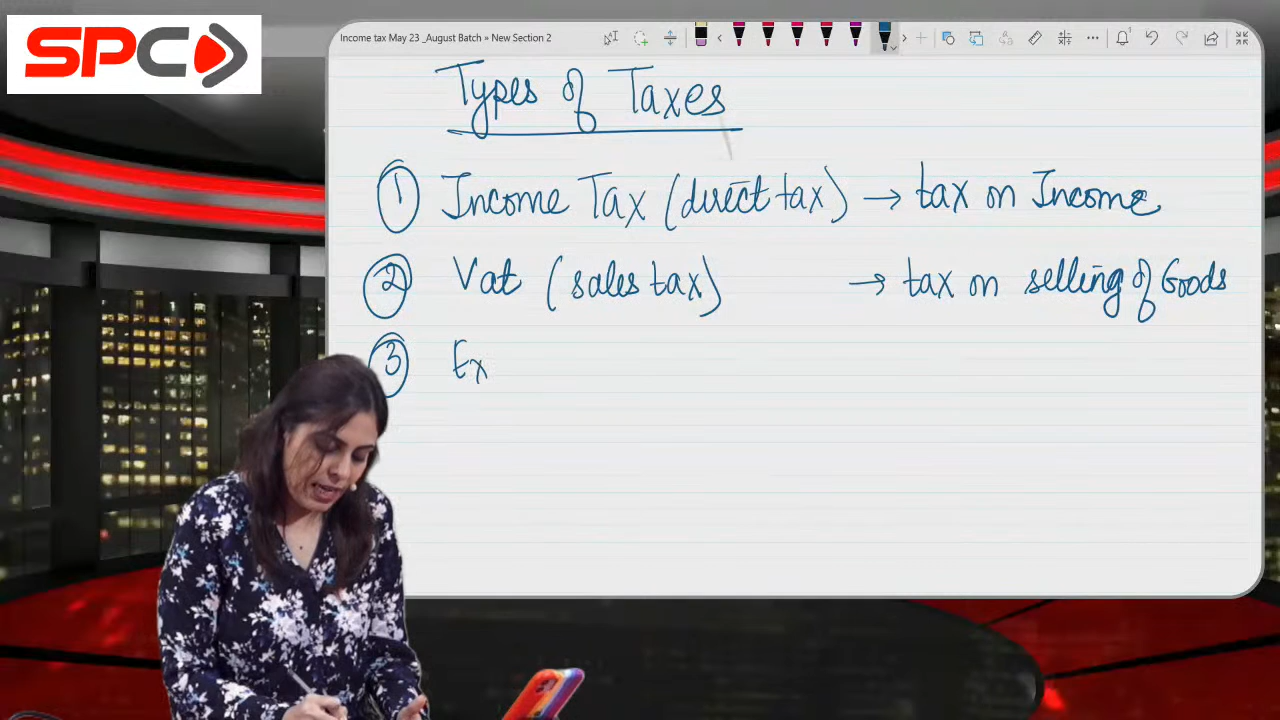 SPC
Income tax May 23 _August Batch » New Section 2
Types of Taxes
1 Income Tax (direct tax) → tax on Income
2 Vat (sales tax) → tax on selling of Goods
3 Ex